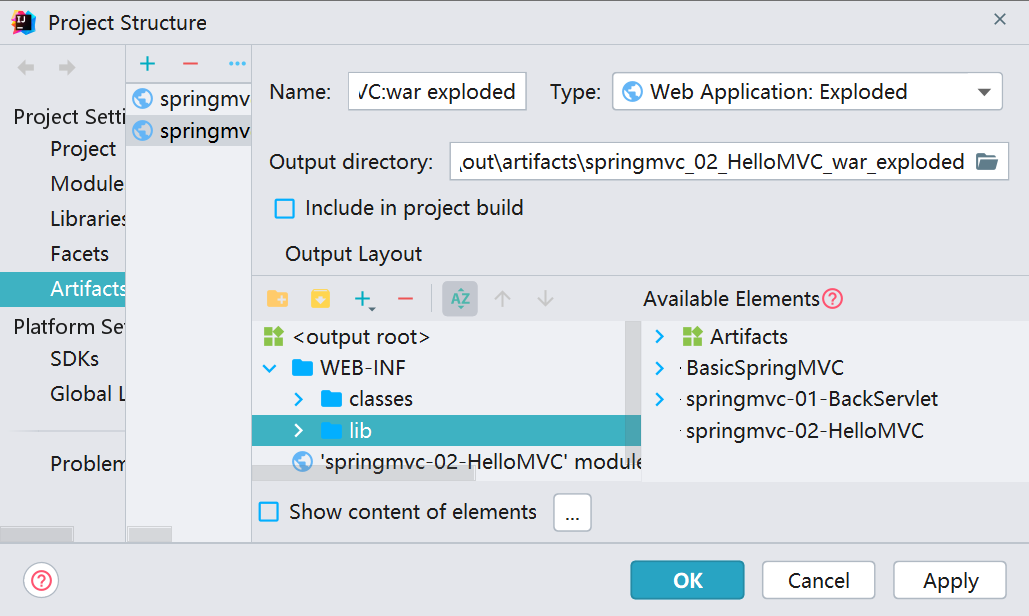 Project Structure
Project Setti
Project
Module
Libraries
Facets
Artifacts
Platform Se
SDKs
Global L
Problem
springmv
springmv
Name: VC:war exploded Type: Web Application: Exploded
Output directory: \out\artifacts\springmvc_02_HelloMVC_war_exploded
Include in project build
Output Layout
AZ
Available Elements?
<output root>
WEB-INF
classes
lib
'springmvc-02-HelloMVC' module
Artifacts
BasicSpringMVC
springmvc-01-BackServlet
springmvc-02-HelloMVC
Show content of elements ...
? OK Cancel Apply